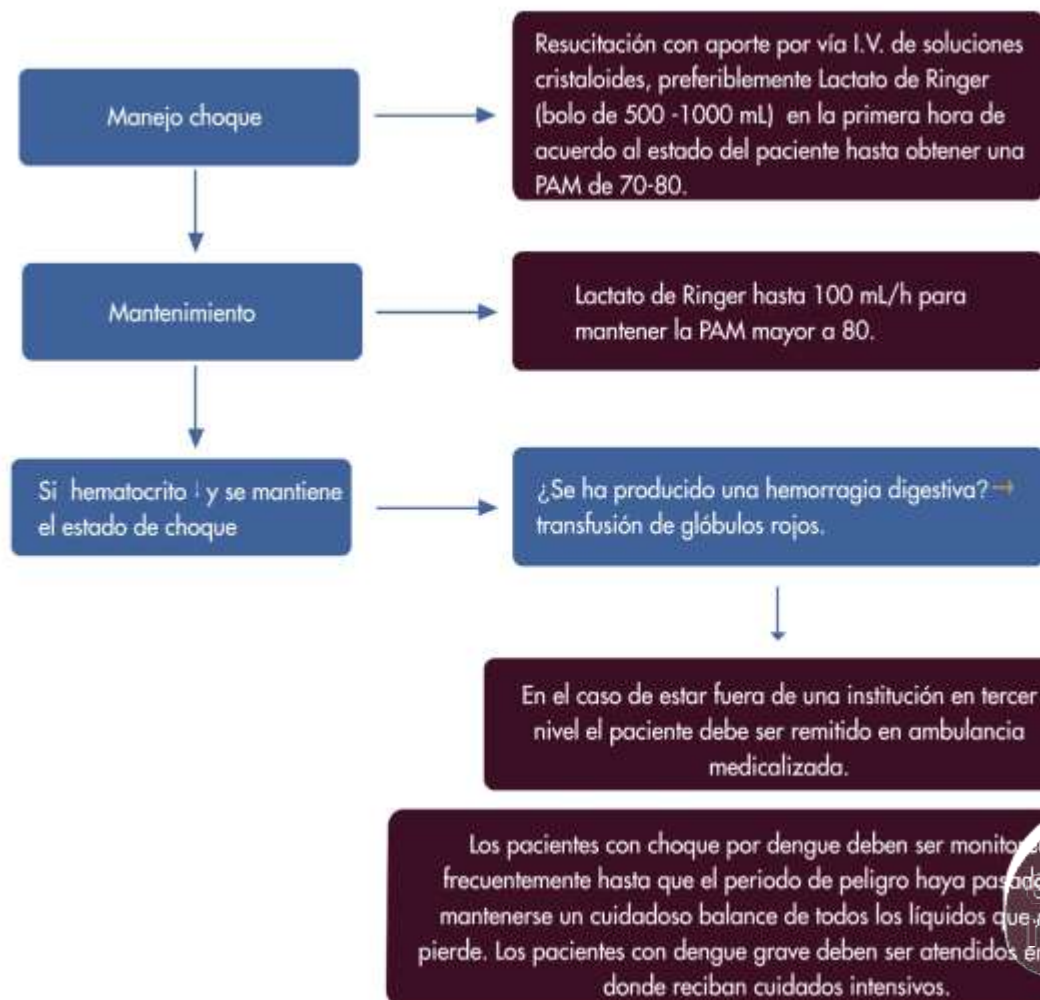 Manejo choque
Resucitación con aporte por vía I.V. de soluciones
cristaloides, preferiblemente Lactato de Ringer
(bolo de 500 -1000 mL) en la primera hora de
acuerdo al estado del paciente hasta obtener una
PAM de 70-80.
Mantenimiento
Lactato de Ringer hasta 100 mL/h para
mantener la PAM mayor a 80.
Si hematocrito ↓ y se mantiene
el estado de choque
¿Se ha producido una hemorragia digestiva? →
transfusión de glóbulos rojos.
En el caso de estar fuera de una institución en tercer
nivel el paciente debe ser remitido en ambulancia
medicalizada.
Los pacientes con choque por dengue deben ser
frecuentemente hasta que el periodo de peligro haya
mantenerse un cuidadoso balance de todos los líquidos que
pierde. Los pacientes con dengue grave deben ser atendidos
donde reciban cuidados intensivos.